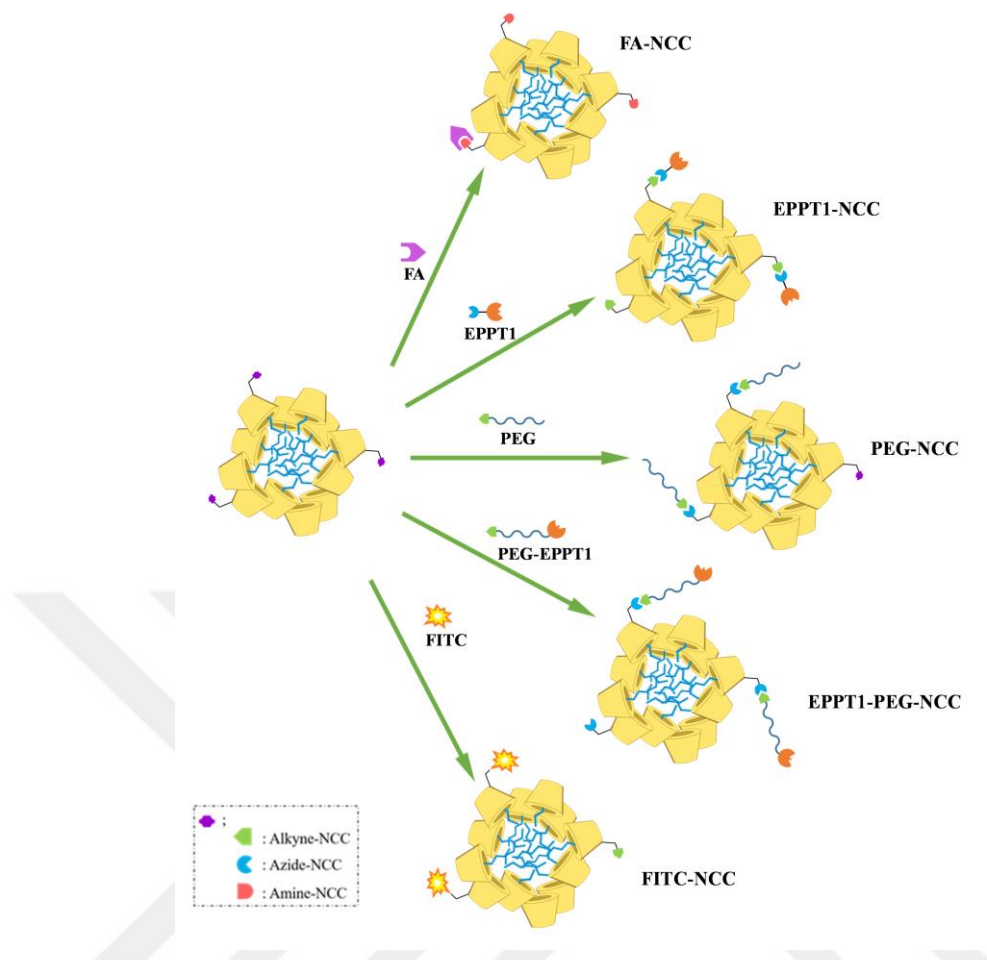 FA-NCC
EPPT1-NCC
FA
EPPT1
PEG
PEG-NCC
PEG-EPPT1
FITC
EPPT1-PEG-NCC
FITC-NCC
:
: Alkyne-NCC
: Azide-NCC
: Amine-NCC